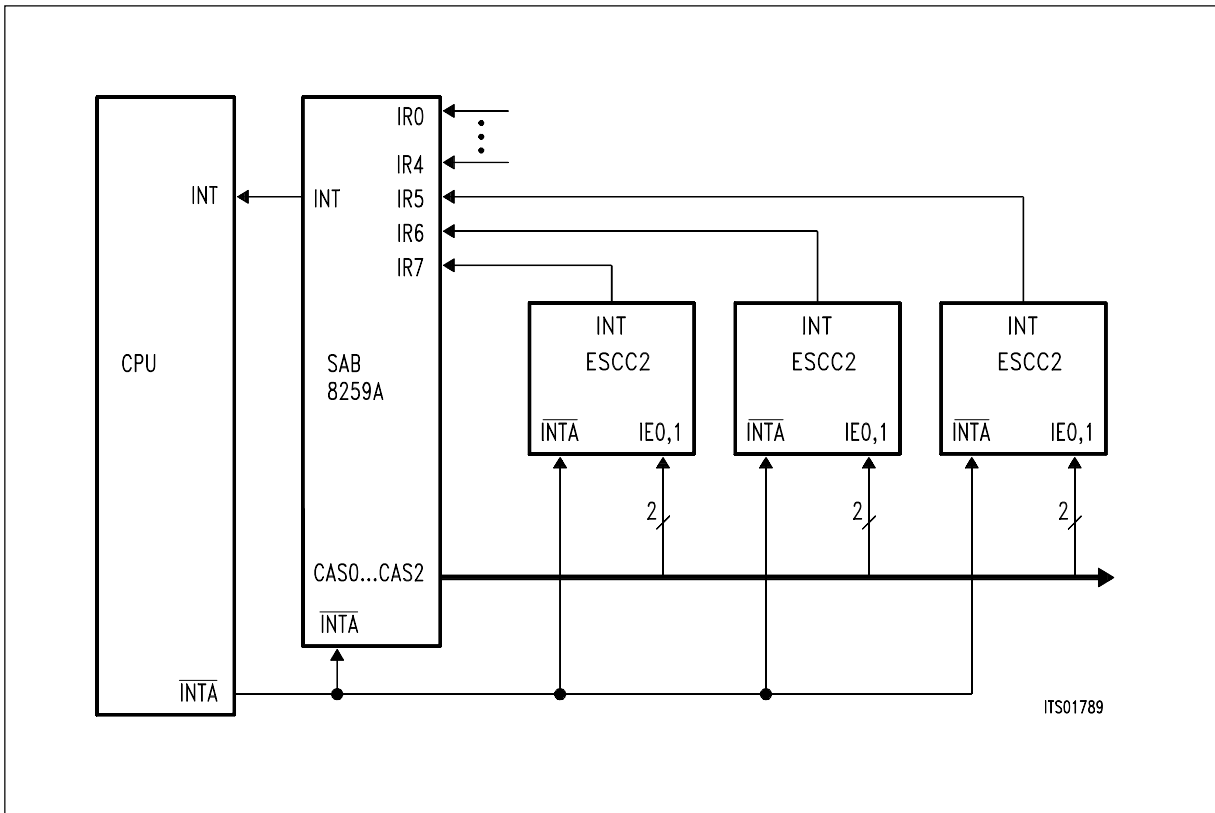 IR0
IR4
INT
INT
IR5
IR6
IR7
INT
ESCC2
INTA
IE0,1
INT
ESCC2
INTA
IE0,1
INT
ESCC2
INTA
IE0,1
CPU
SAB
8259A
2
2
2
CAS0...CAS2
INTA
INTA
ITS01789